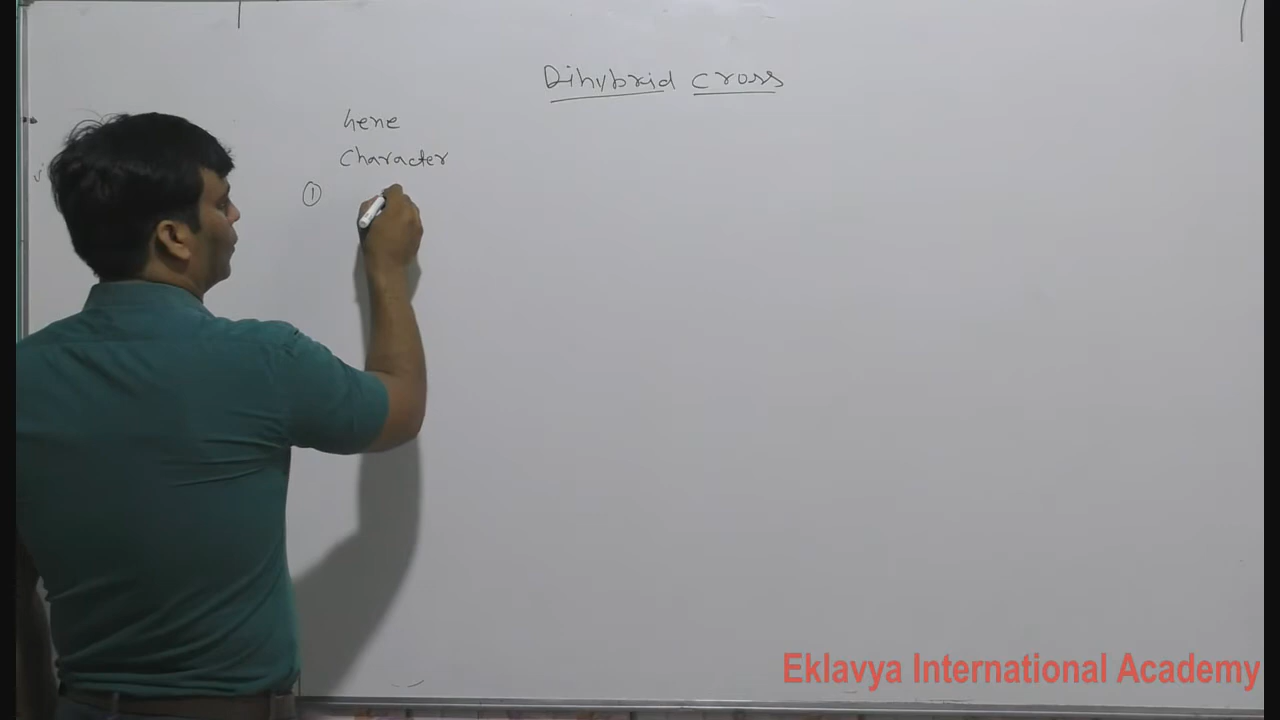 Dihybrid cross
Gene
Character
①
Eklavya International Academy